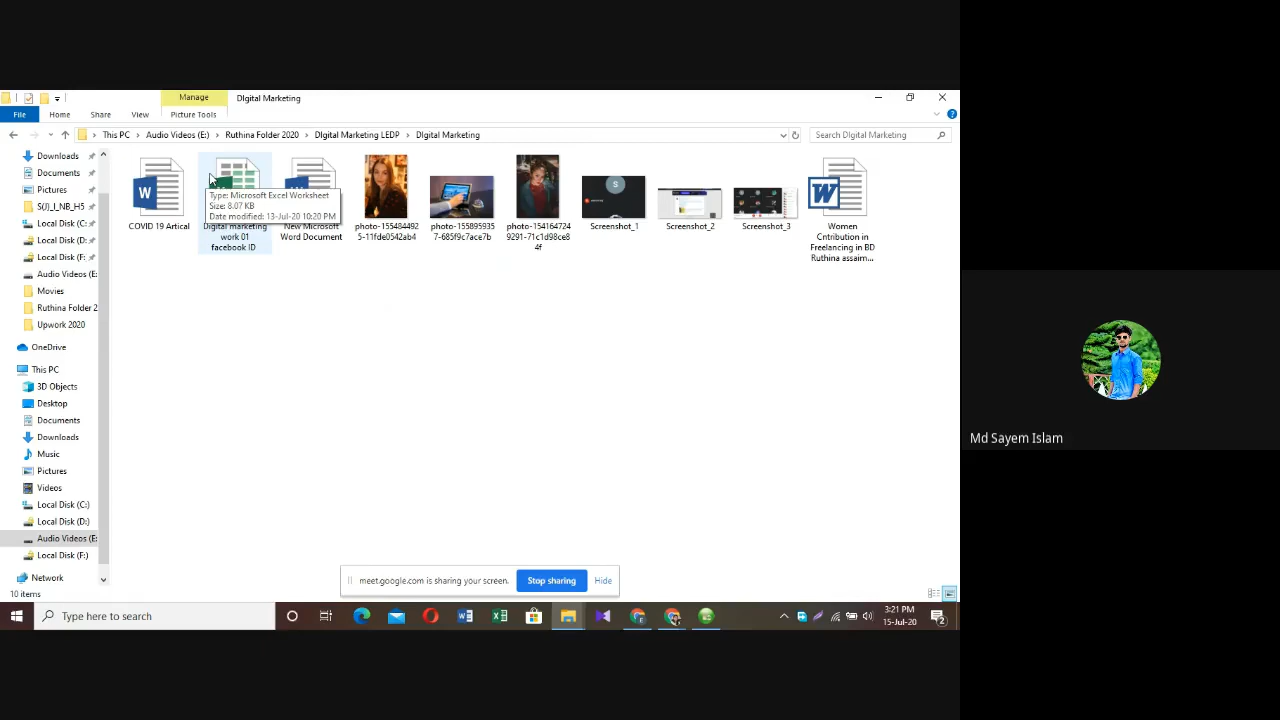 Manage
DIgital Marketing
File
Home
Share
View
Picture Tools
This PC
Audio Videos (E:)
Ruthina Folder 2020
DIgital Marketing LEDP
DIgital Marketing
Search DIgital Marketing
Downloads
Documents
Pictures
S(J)_I_NB_H5
Local Disk (C:
Local Disk (D:
Local Disk (F:
Audio Videos (E:
Movies
Ruthina Folder 2
Upwork 2020
OneDrive
This PC
3D Objects
Desktop
Documents
Downloads
Music
Pictures
Videos
Local Disk (C:)
Local Disk (D:)
Audio Videos (E:
Local Disk (F:)
Network
10 items
COVID 19 Artical
Type: Microsoft Excel Worksheet
Size: 8.07 KB
Date modified: 13-Jul-20 10:20 PM
Digital marketing
work 01
facebook ID
New Microsoft
Word Document
photo-155484492
5-11fde0542ab4
photo-155895935
7-685f9c7ace7b
photo-154164724
9291-71c1d98ce8
4f
S
Screenshot_1
Screenshot_2
Screenshot_3
Women
Cntribution in
Freelancing in BD
Ruthina assaim...
meet.google.com is sharing your screen.
Stop sharing
Hide
Type here to search
3:21 PM
15-Jul-20
2
Md Sayem Islam